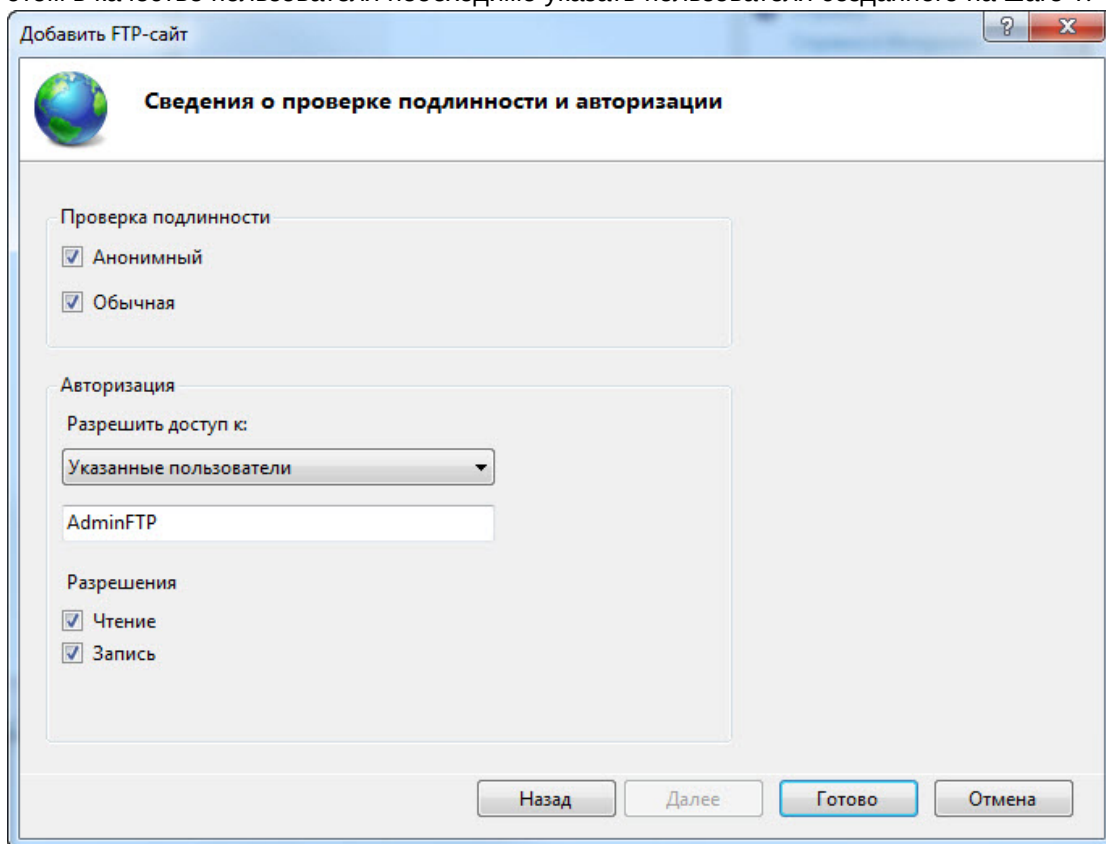 Добавить FTP-сайт
Сведения о проверке подлинности и авторизации
Проверка подлинности
Анонимный
Обычная
Авторизация
Разрешить доступ к:
Указанные пользователи
AdminFTP
Разрешения
Чтение
Запись
Назад
Далее
Готово
Отмена